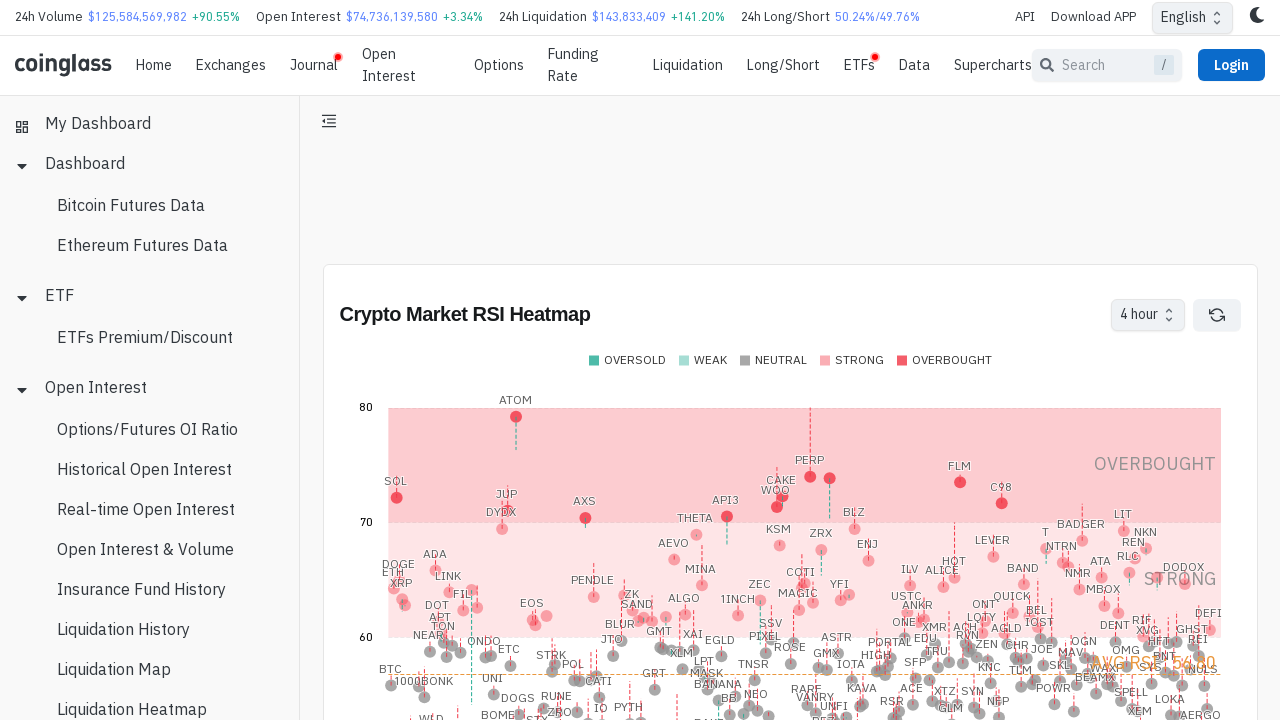 24h Volume $125,584,569,982 +90.55% Open Interest $74,736,139,580 +3.34% 24h Liquidation $143,833,409 +141.20% 24h Long/Short 50.24%/49.76% API Download APP English
coinglass Home Exchanges Journal Open Interest Options Funding Rate Liquidation Long/Short ETFs Data Supercharts Search / Login
My Dashboard
Dashboard
Bitcoin Futures Data
Ethereum Futures Data
ETF
ETFs Premium/Discount
Open Interest
Options/Futures OI Ratio
Historical Open Interest
Real-time Open Interest
Open Interest & Volume
Insurance Fund History
Liquidation History
Liquidation Map
Liquidation Heatmap
Crypto Market RSI Heatmap 4 hour
OVERSOLD WEAK NEUTRAL STRONG OVERBOUGHT
80
ATOM
PERP FLM OVERBOUGHT
SOL CAKE
JUP WOO C98
AXS API3
DYDX BLZ LIT
70
THETA BADGER
KSM ZRX T NKN
AEVO ENJ LEVER NTRN REN
ADA RLC
DOGE MINA ILV HOT ATA
ETH COTI ALICE BAND NMR DODOX
XRP LINK PENDLE ZEC YFI STRONG
FIL ZK MAGIC USTC QUICK MBOX
DOT EOS SAND ALGO 1INCH ANKR ONT BEL DEFI
APT BLUR SSV ONE LOTY IOST DENT RIF
TON GMT XAI PIXEL XMR ACH AGLD XVG GHST
60
NEAR ONDO JTO EGLD ROSE ASTR PORTAL EDU RVN ZEN CHR JOE OGN HFT REI
ETC XLM GMX HIGH TRU MAV OMG
STRK POL LPT TNSR IOTA SFP KNC TLM SKL WAXP SYS PNT AVG RSI : 56.80
BTC 1000BONK UNI GRT MASK BEAMX NULS
CATI BANANA NEO RARE KAVA ACE XTZ SYN POWR SPELL
DOGS RUNE BB VANRY RSR NFP LOKA
BOME ZRO IO PYTH UNFI GLM XEM AERGO